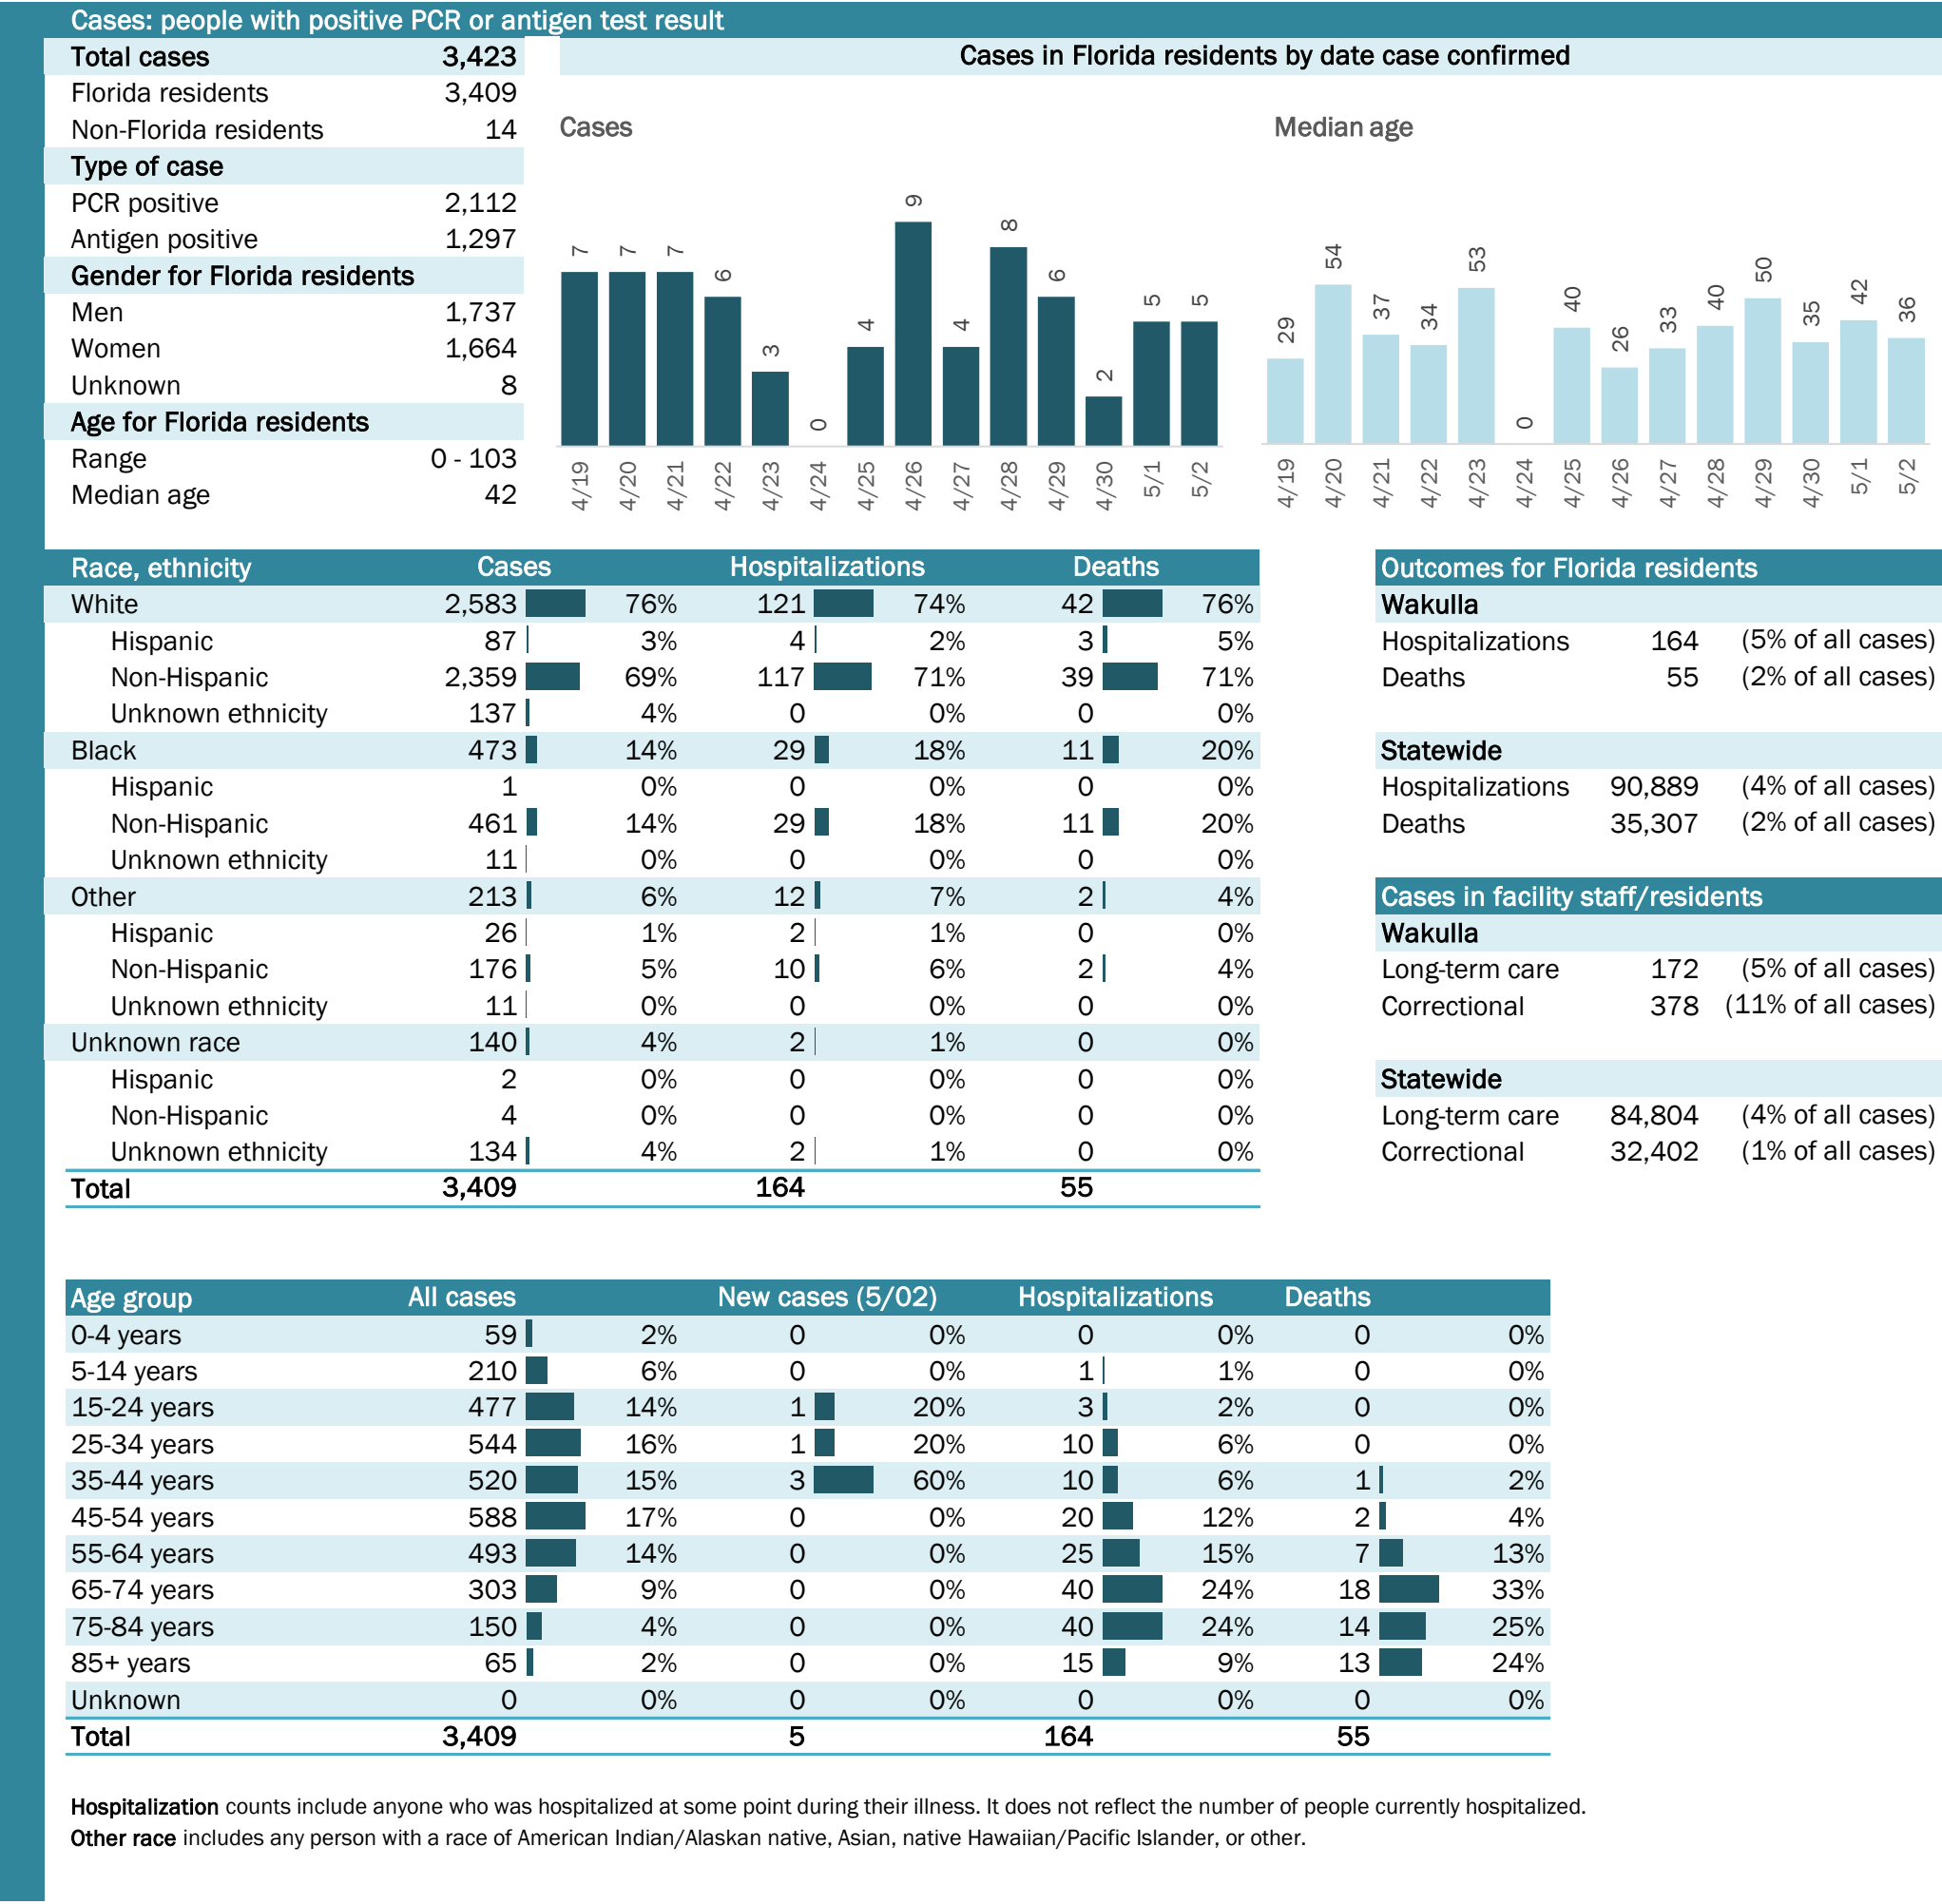 Cases: people with positive PCR or antigen test result
Total cases 3,423
Florida residents 3,409
Non-Florida residents 14
Type of case
PCR positive 2,112
Antigen positive 1,297
Gender for Florida residents
Men 1,737
Women 1,664
Unknown 8
Age for Florida residents
Range 0 - 103
Median age 42
Cases in Florida residents by date case confirmed
Cases
7 7 7 6 3 0 4 9 4 8 6 2 5 5
4/19 4/20 4/21 4/22 4/23 4/24 4/25 4/26 4/27 4/28 4/29 4/30 5/1 5/2
Median age
29 54 37 34 53 0 40 26 33 40 50 35 42 36
4/19 4/20 4/21 4/22 4/23 4/24 4/25 4/26 4/27 4/28 4/29 4/30 5/1 5/2
Race, ethnicity Cases Hospitalizations Deaths
White 2,583 76% 121 74% 42 76%
Hispanic 87 3% 4 2% 3 5%
Non-Hispanic 2,359 69% 117 71% 39 71%
Unknown ethnicity 137 4% 0 0% 0 0%
Black 473 14% 29 18% 11 20%
Hispanic 1 0% 0 0% 0 0%
Non-Hispanic 461 14% 29 18% 11 20%
Unknown ethnicity 11 0% 0 0% 0 0%
Other 213 6% 12 7% 2 4%
Hispanic 26 1% 2 1% 0 0%
Non-Hispanic 176 5% 10 6% 2 4%
Unknown ethnicity 11 0% 0 0% 0 0%
Unknown race 140 4% 2 1% 0 0%
Hispanic 2 0% 0 0% 0 0%
Non-Hispanic 4 0% 0 0% 0 0%
Unknown ethnicity 134 4% 2 1% 0 0%
Total 3,409 164 55
Outcomes for Florida residents
Wakulla
Hospitalizations 164 (5% of all cases)
Deaths 55 (2% of all cases)
Statewide
Hospitalizations 90,889 (4% of all cases)
Deaths 35,307 (2% of all cases)
Cases in facility staff/residents
Wakulla
Long-term care 172 (5% of all cases)
Correctional 378 (11% of all cases)
Statewide
Long-term care 84,804 (4% of all cases)
Correctional 32,402 (1% of all cases)
Age group All cases New cases (5/02) Hospitalizations Deaths
0-4 years 59 2% 0 0% 0 0% 0 0%
5-14 years 210 6% 0 0% 1 1% 0 0%
15-24 years 477 14% 1 20% 3 2% 0 0%
25-34 years 544 16% 1 20% 10 6% 0 0%
35-44 years 520 15% 3 60% 10 6% 1 2%
45-54 years 588 17% 0 0% 20 12% 2 4%
55-64 years 493 14% 0 0% 25 15% 7 13%
65-74 years 303 9% 0 0% 40 24% 18 33%
75-84 years 150 4% 0 0% 40 24% 14 25%
85+ years 65 2% 0 0% 15 9% 13 24%
Unknown 0 0% 0 0% 0 0% 0 0%
Total 3,409 5 164 55
Hospitalization counts include anyone who was hospitalized at some point during their illness. It does not reflect the number of people currently hospitalized.
Other race includes any person with a race of American Indian/Alaskan native, Asian, native Hawaiian/Pacific Islander, or other.